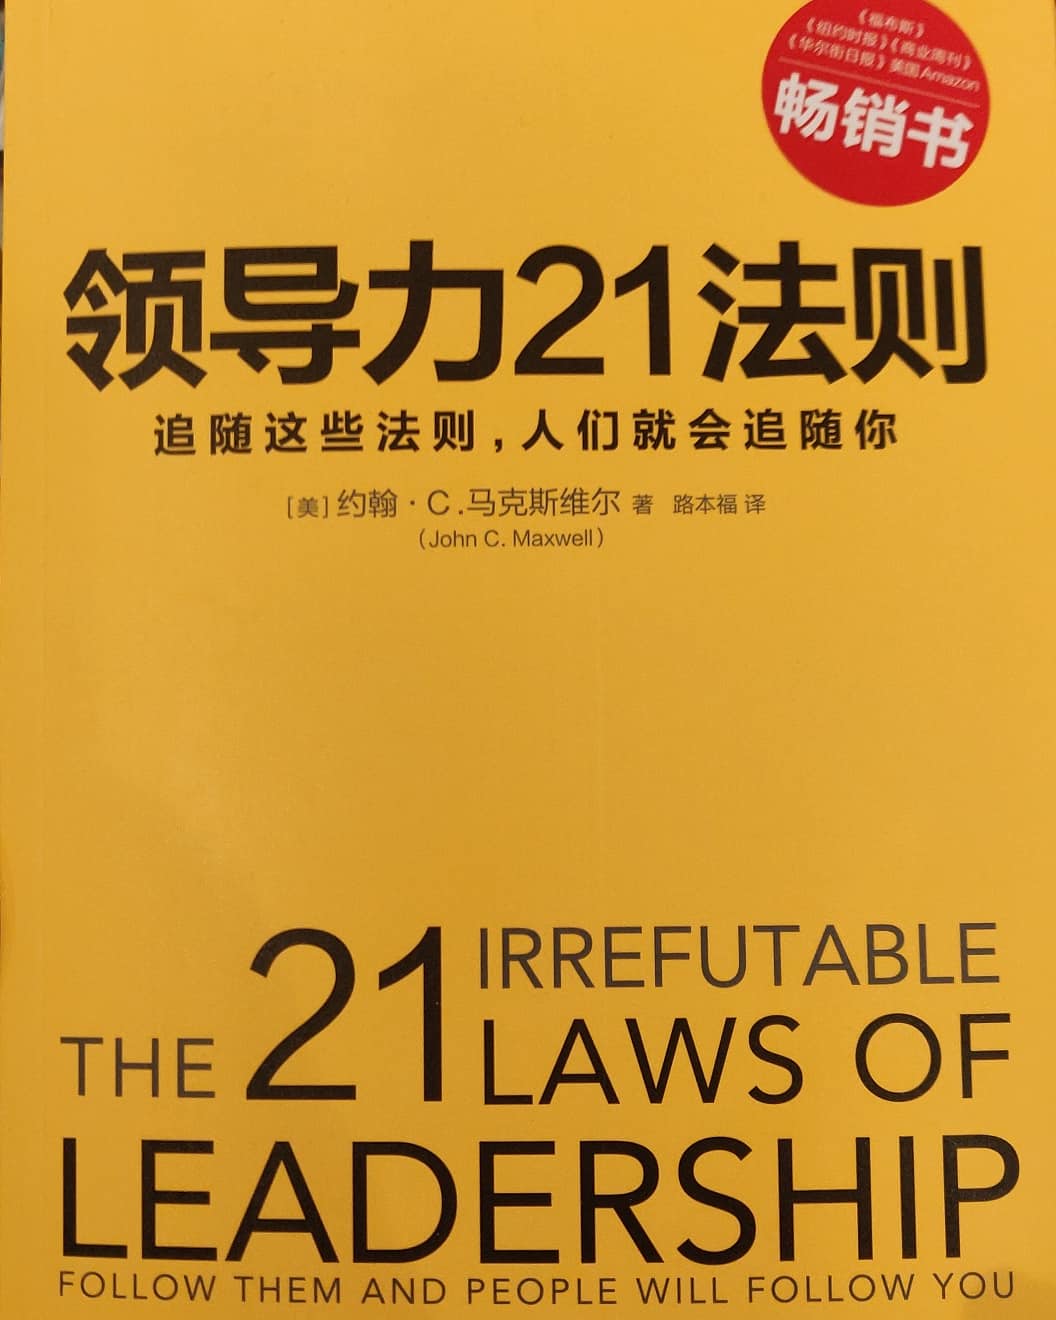 《福布斯》
《纽约时报》《商业周刊》
《华尔街日报》美国Amazon
畅销书
领导力21法则
追随这些法则，人们就会追随你
[美]约翰·C.马克斯维尔 著 路本福 译
(John C. Maxwell)
THE 21 IRREFUTABLE
LAWS OF
LEADERSHIP
FOLLOW THEM AND PEOPLE WILL FOLLOW YOU